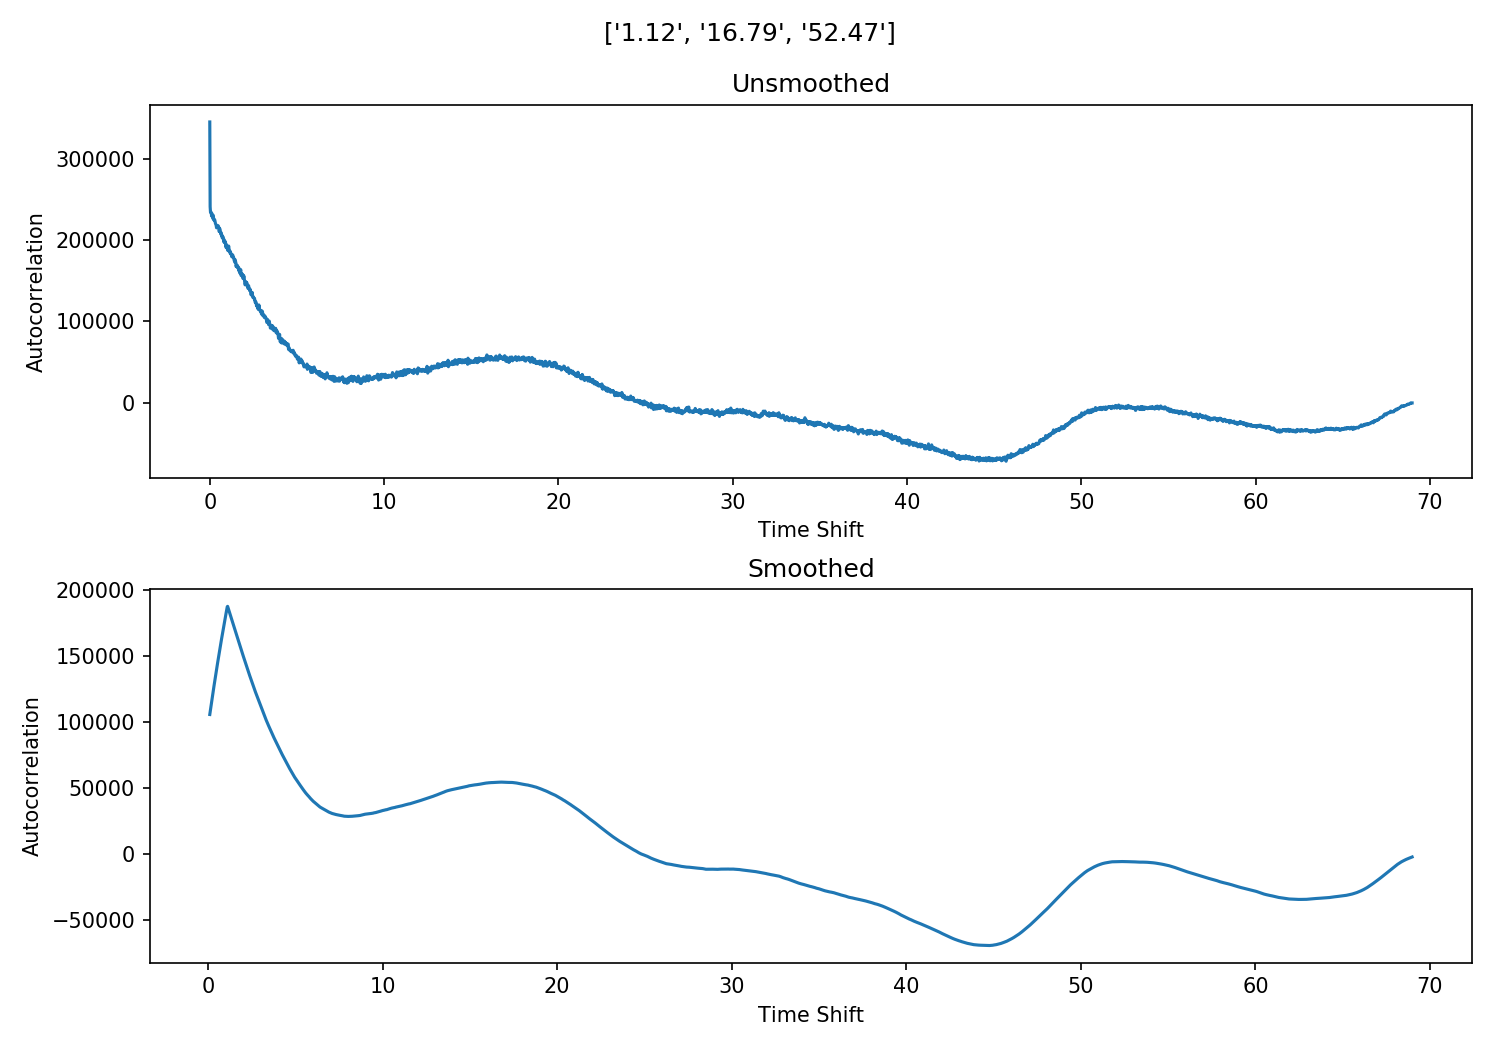 ['1.12', '16.79', '52.47']
Unsmoothed
300000
200000
100000
0
Autocorrelation
0 10 20 30 40 50 60 70
Time Shift
Smoothed
200000
150000
100000
50000
0
−50000
Autocorrelation
0 10 20 30 40 50 60 70
Time Shift